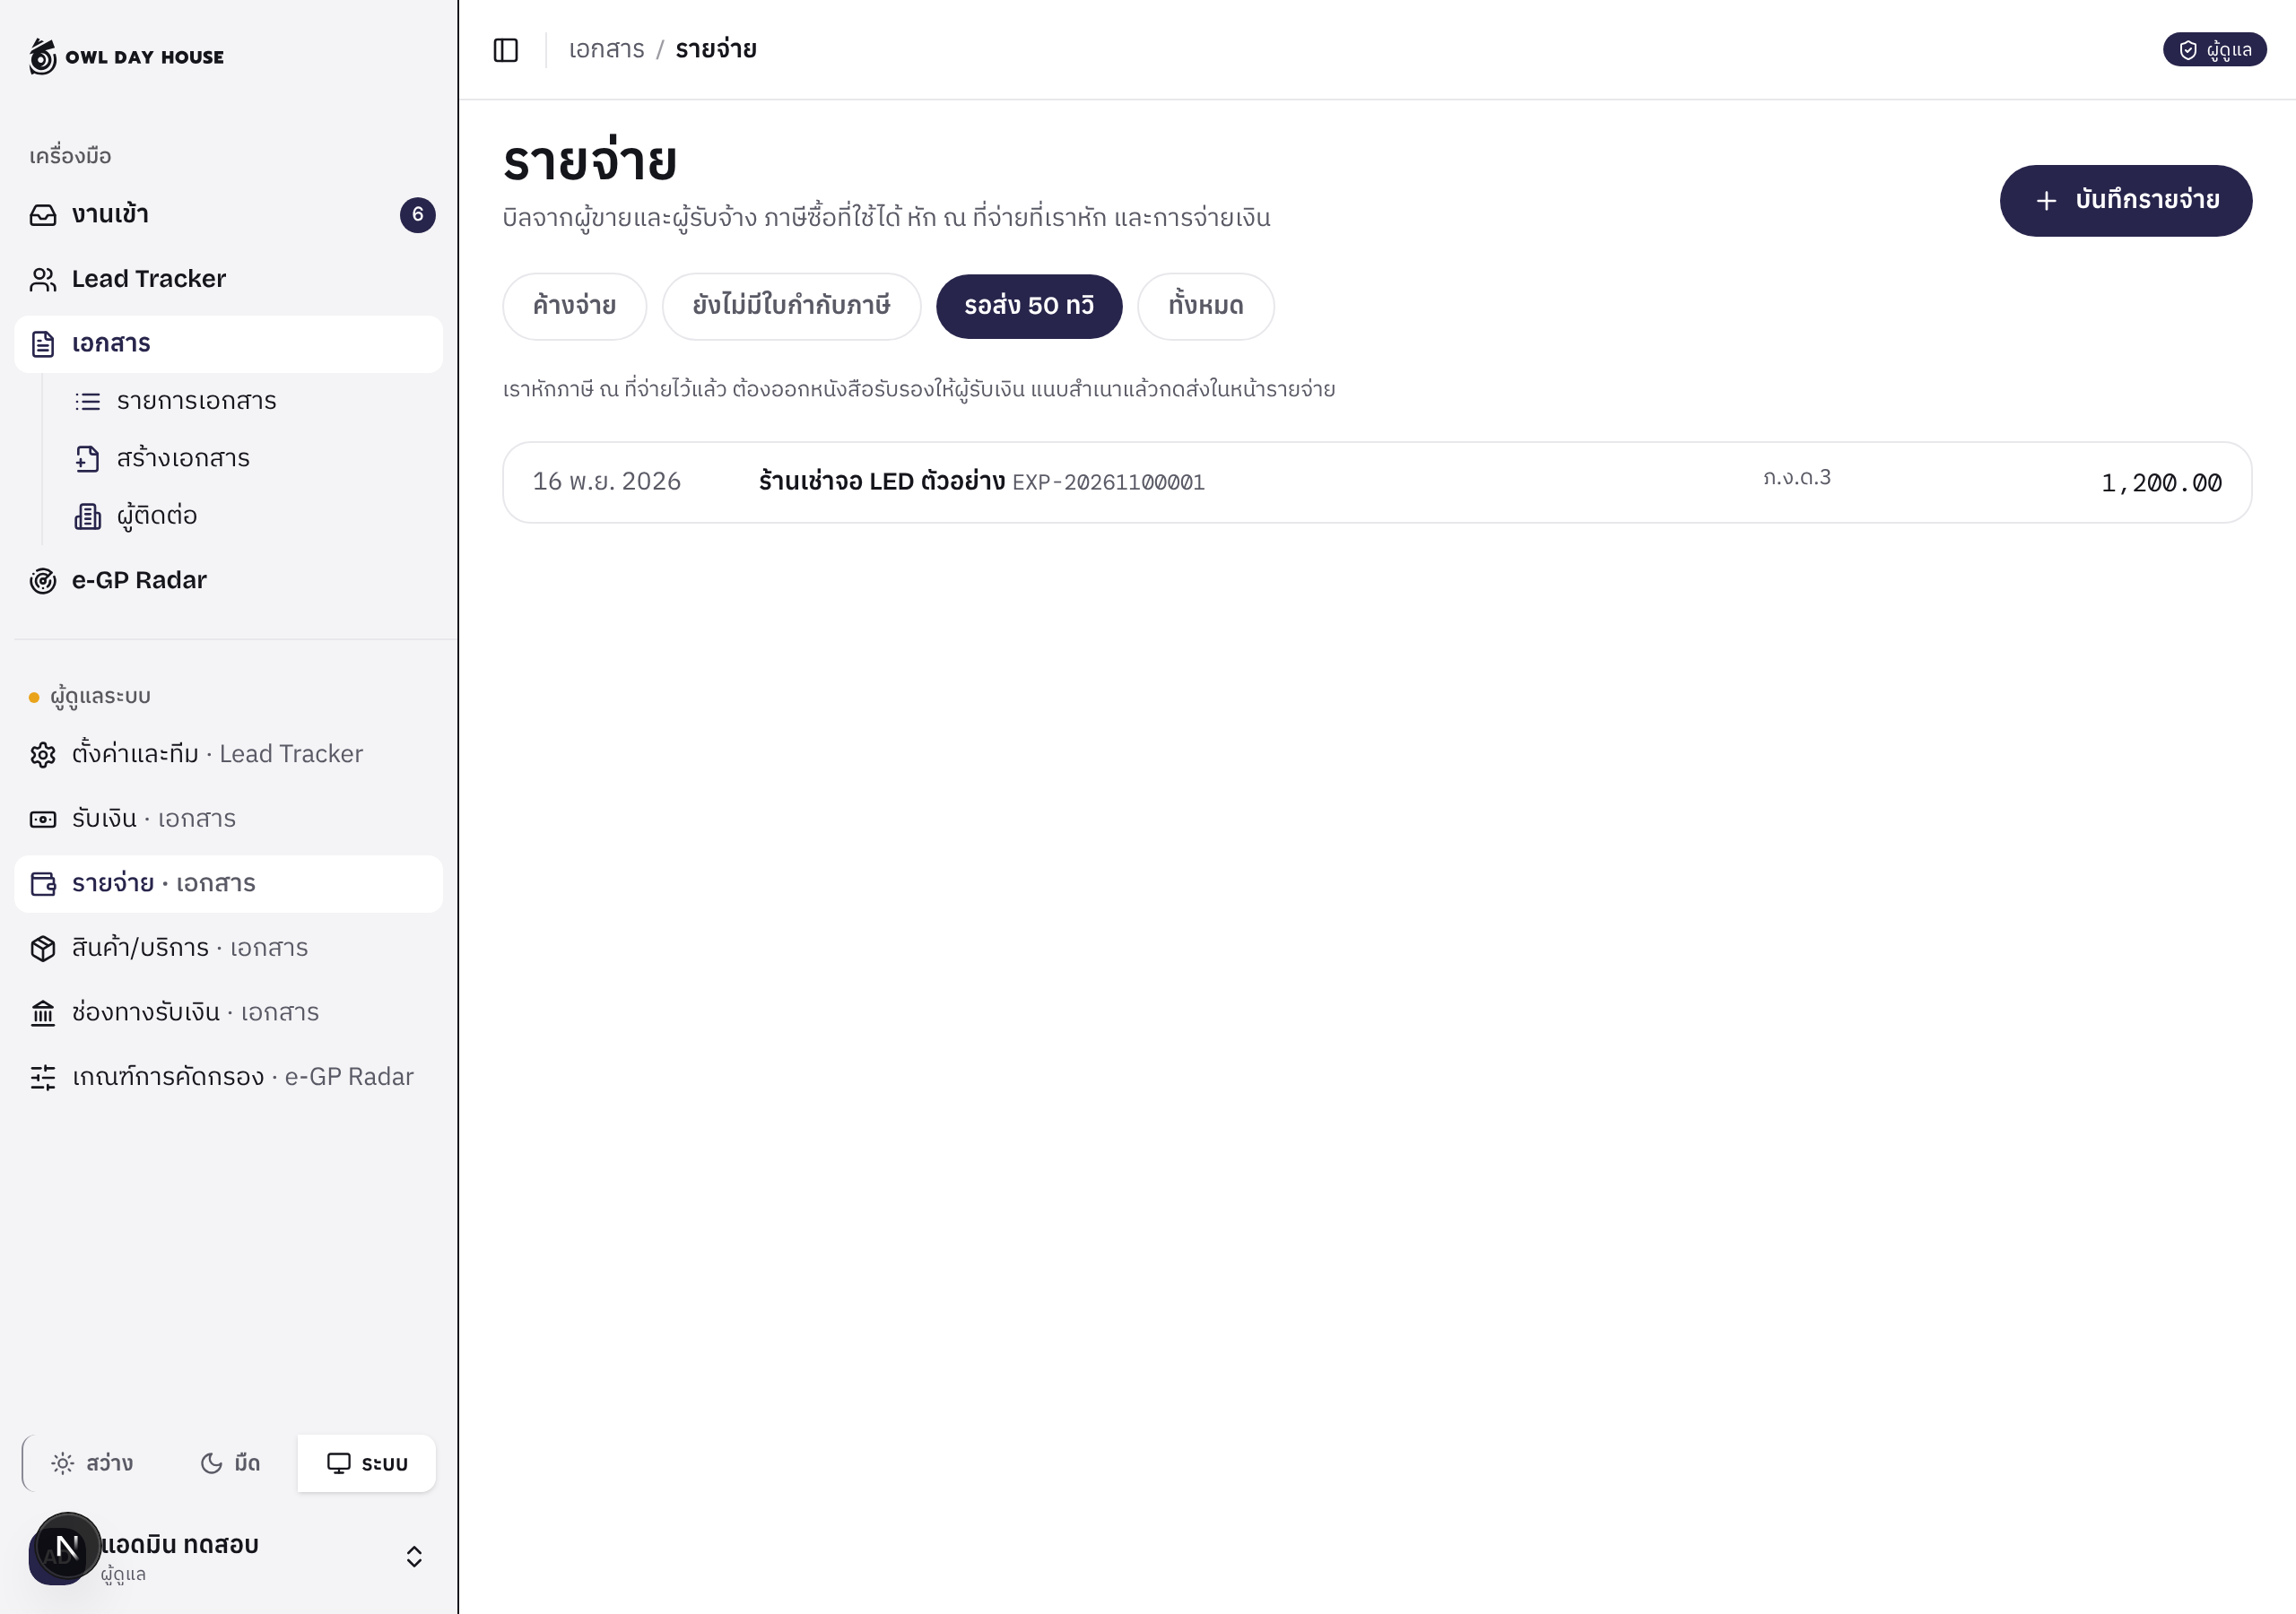 OWL DAY HOUSE
เครื่องมือ
งานเข้า 6
Lead Tracker
เอกสาร
รายการเอกสาร
สร้างเอกสาร
ผู้ติดต่อ
e-GP Radar
ผู้ดูแลระบบ
ตั้งค่าและทีม · Lead Tracker
รับเงิน · เอกสาร
รายจ่าย · เอกสาร
สินค้า/บริการ · เอกสาร
ช่องทางรับเงิน · เอกสาร
เกณฑ์การคัดกรอง · e-GP Radar
สว่าง มืด ระบบ
N แอดมิน ทดสอบ
ผู้ดูแล
เอกสาร / รายจ่าย
ผู้ดูแล
รายจ่าย
บิลจากผู้ขายและผู้รับจ้าง ภาษีซื้อที่ใช้ได้ หัก ณ ที่จ่ายที่เราหัก และการจ่ายเงิน
+ บันทึกรายจ่าย
ค้างจ่าย ยังไม่มีใบกำกับภาษี รอส่ง 50 ทวิ ทั้งหมด
เราหักภาษี ณ ที่จ่ายไว้แล้ว ต้องออกหนังสือรับรองให้ผู้รับเงิน แนบสำเนาแล้วกดส่งในหน้ารายจ่าย
16 พ.ย. 2026 ร้านเช่าจอ LED ตัวอย่าง EXP-20261100001 ภ.ง.ด.3 1,200.00